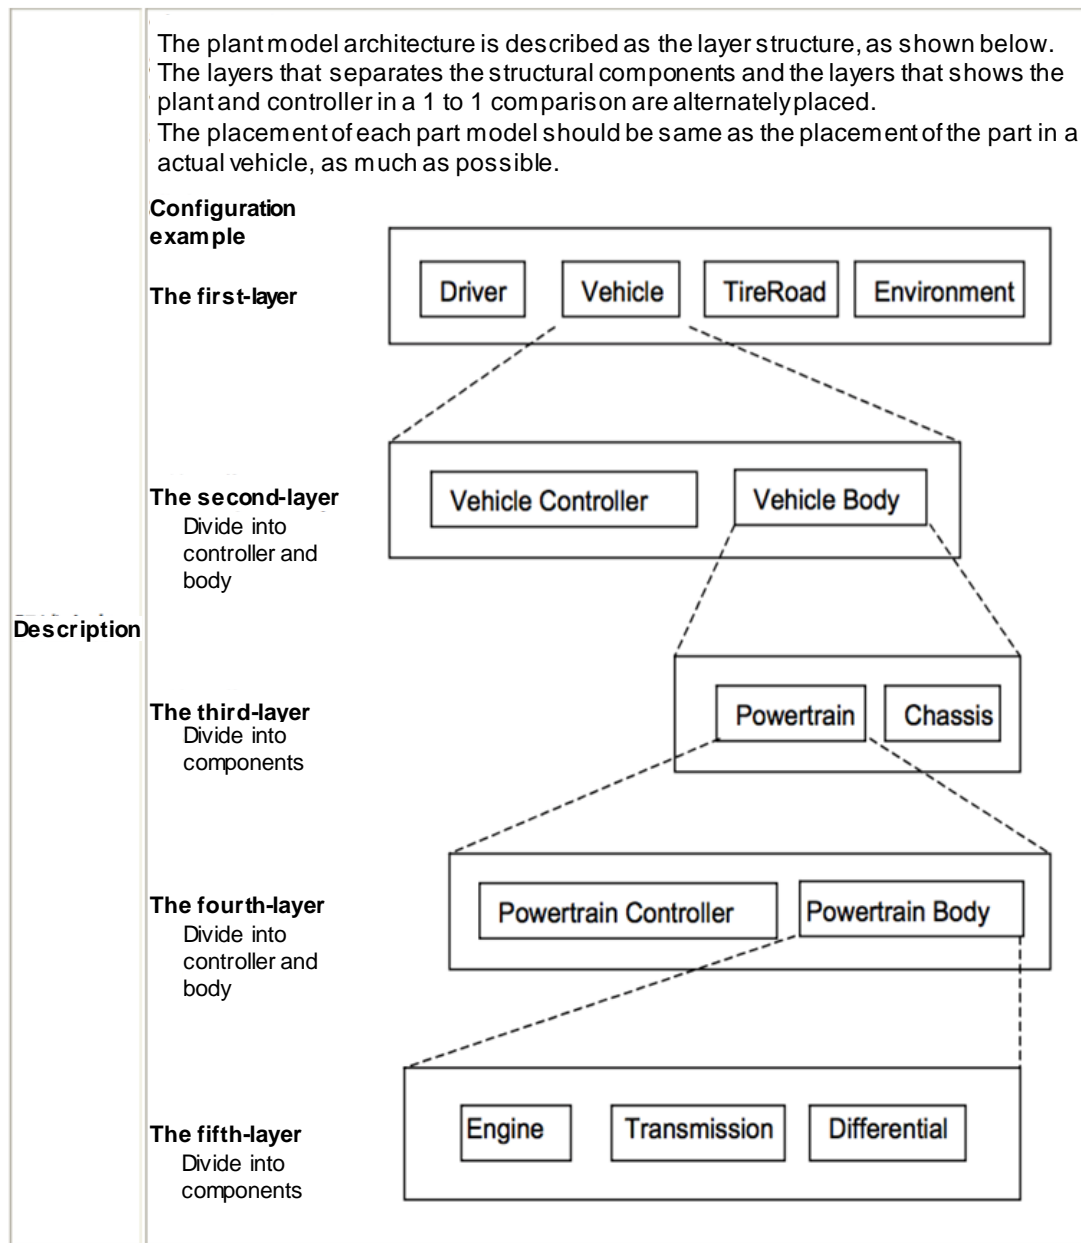 The plant model architecture is described as the layer structure, as shown below.
The layers that separates the structural components and the layers that shows the
plant and controller in a 1 to 1 comparison are alternately placed.
The placement of each part model should be same as the placement of the part in a
actual vehicle, as much as possible.
Configuration
example
The first-layer
Driver
Vehicle
TireRoad
Environment
The second-layer
Divide into
controller and
body
Vehicle Controller
Vehicle Body
Description
The third-layer
Divide into
components
Powertrain
Chassis
The fourth-layer
Divide into
controller and
body
Powertrain Controller
Powertrain Body
The fifth-layer
Divide into
components
Engine
Transmission
Differential